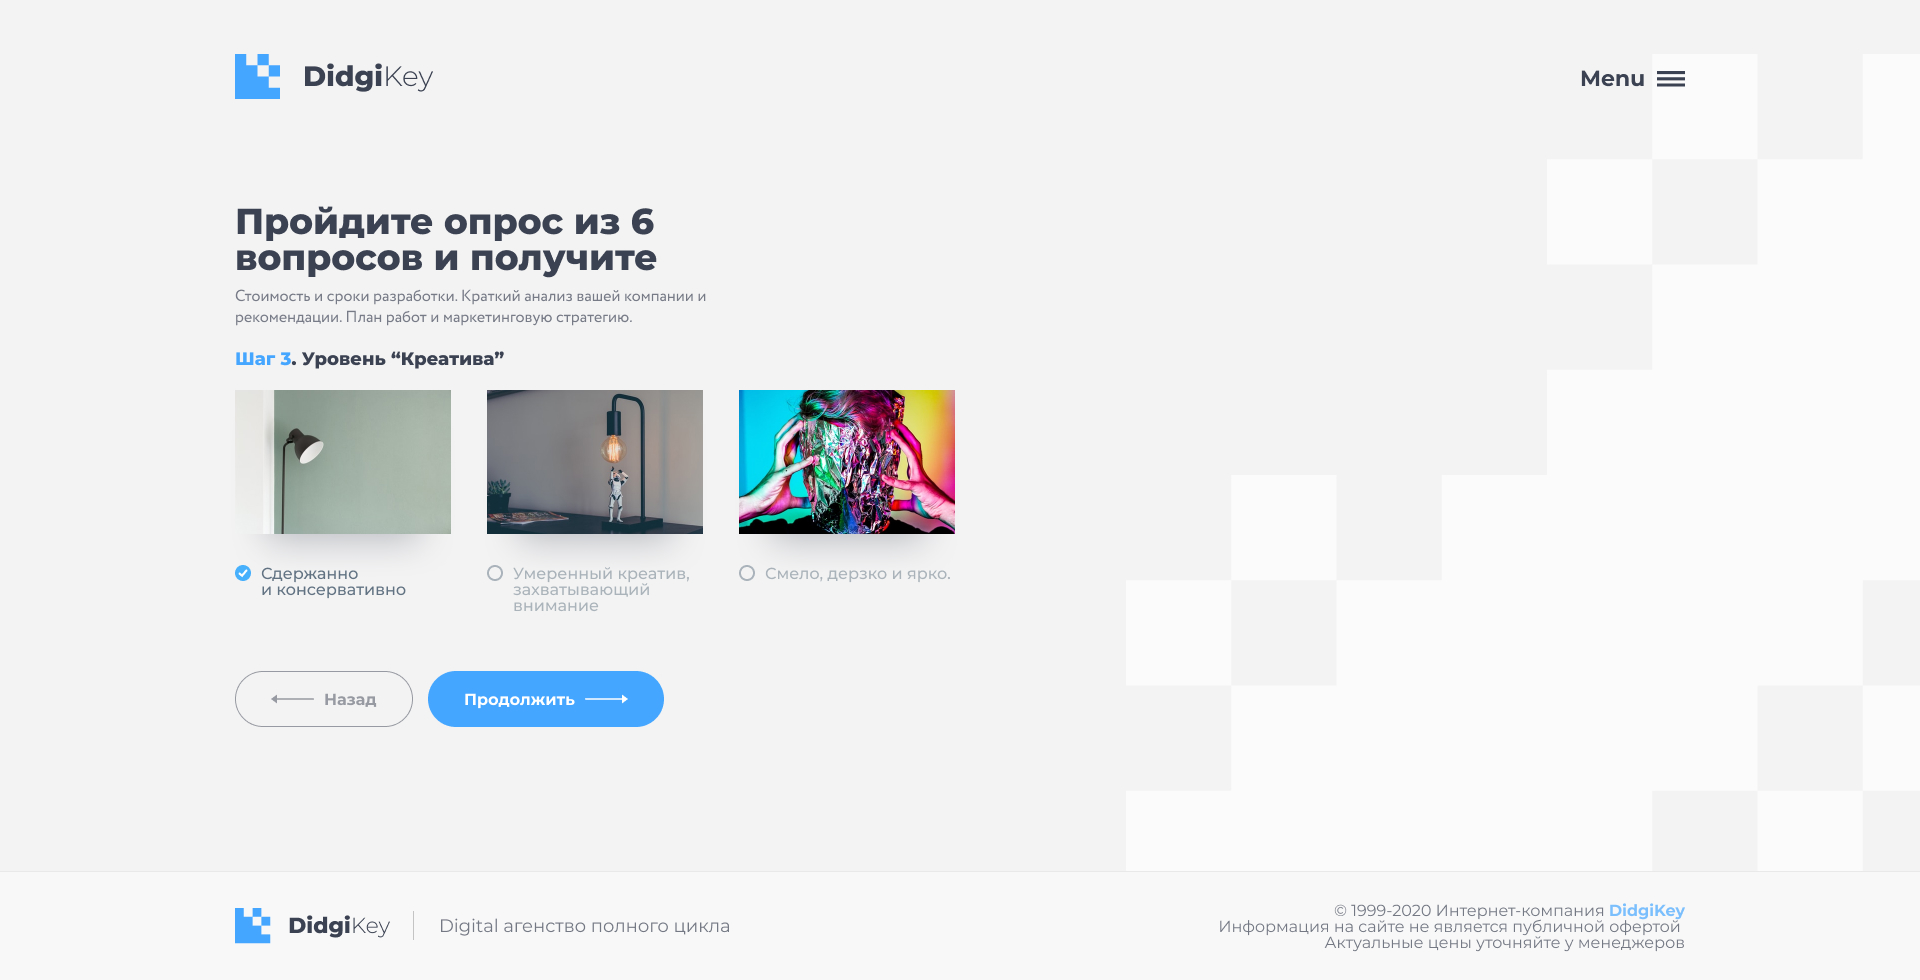 DidgiKey
Menu
Пройдите опрос из 6
вопросов и получите
Стоимость и сроки разработки. Краткий анализ вашей компании и
рекомендации. План работ и маркетинговую стратегию.
Шаг 3. Уровень “Креатива”
Сдержанно
и консервативно
Умеренный креатив,
захватывающий
внимание
Смело, дерзко и ярко.
Назад
Продолжить
DidgiKey
Digital агенство полного цикла
© 1999-2020 Интернет-компания DidgiKey
Информация на сайте не является публичной офертой
Актуальные цены уточняйте у менеджеров